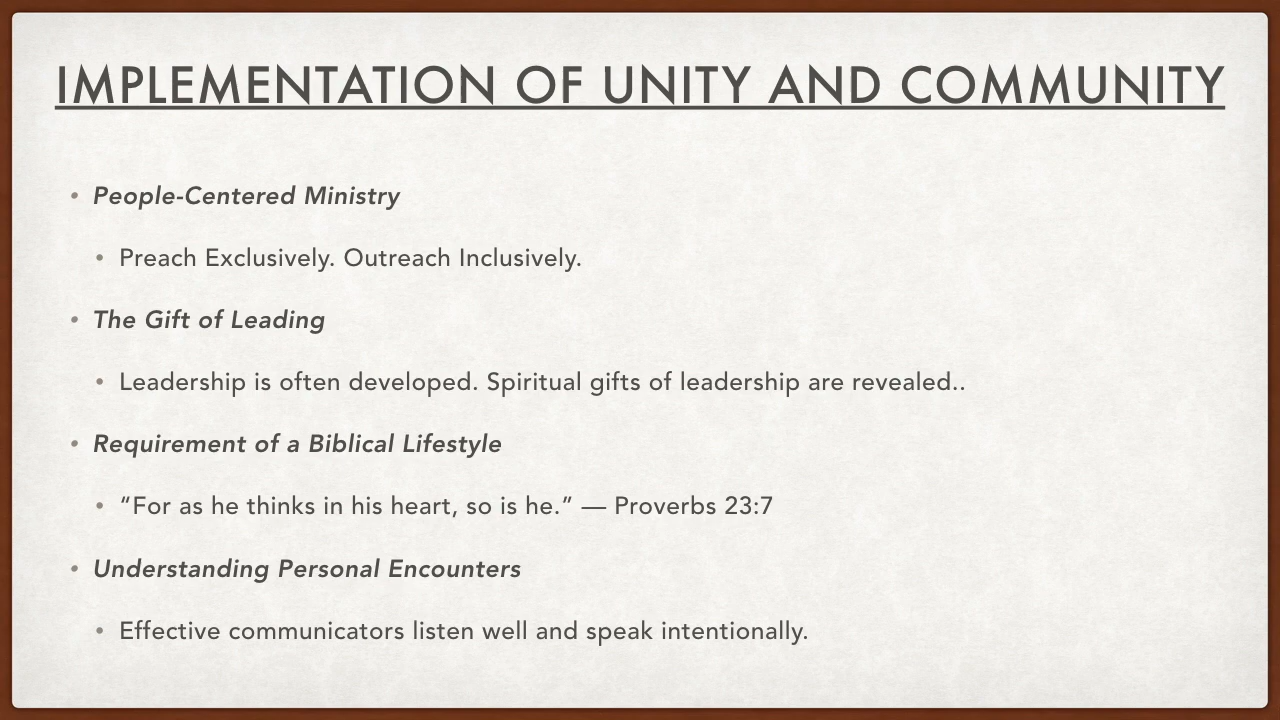 IMPLEMENTATION OF UNITY AND COMMUNITY
• People-Centered Ministry
• Preach Exclusively. Outreach Inclusively.
• The Gift of Leading
• Leadership is often developed. Spiritual gifts of leadership are revealed..
• Requirement of a Biblical Lifestyle
• “For as he thinks in his heart, so is he.” — Proverbs 23:7
• Understanding Personal Encounters
• Effective communicators listen well and speak intentionally.